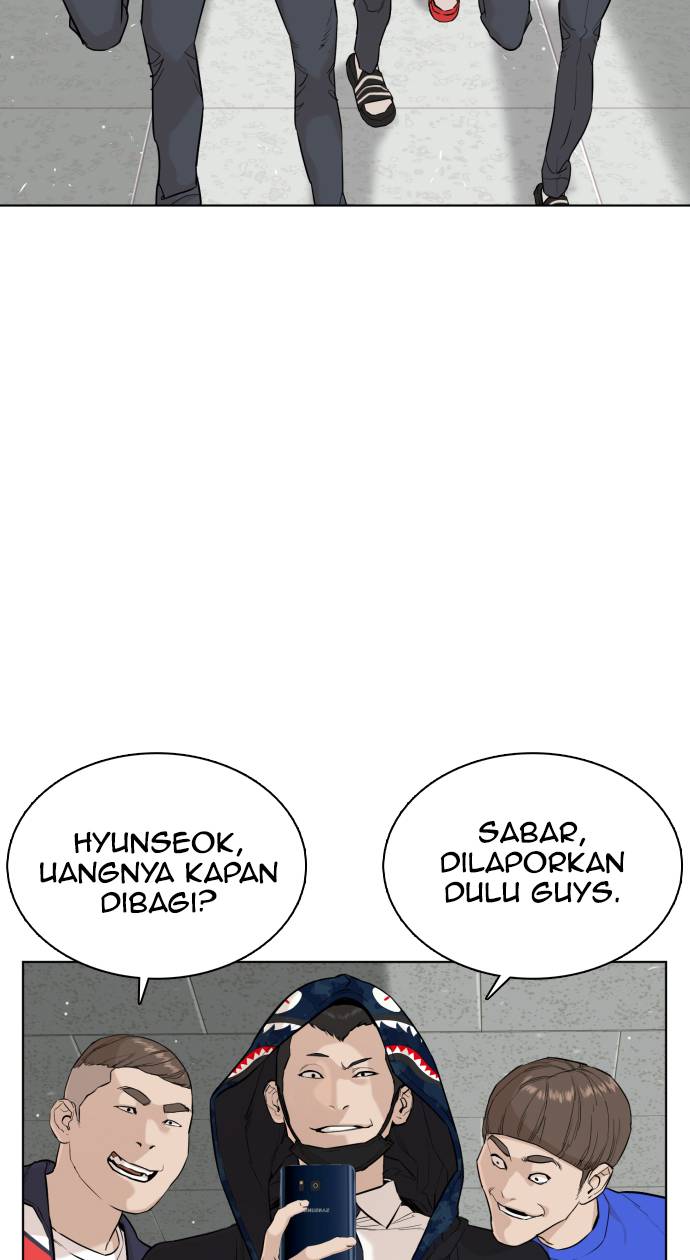 HYUNSEOK,
UANGNYA KAPAN
DIBAGI?
SABAR,
DILAPORKAN
DULU GUYS.